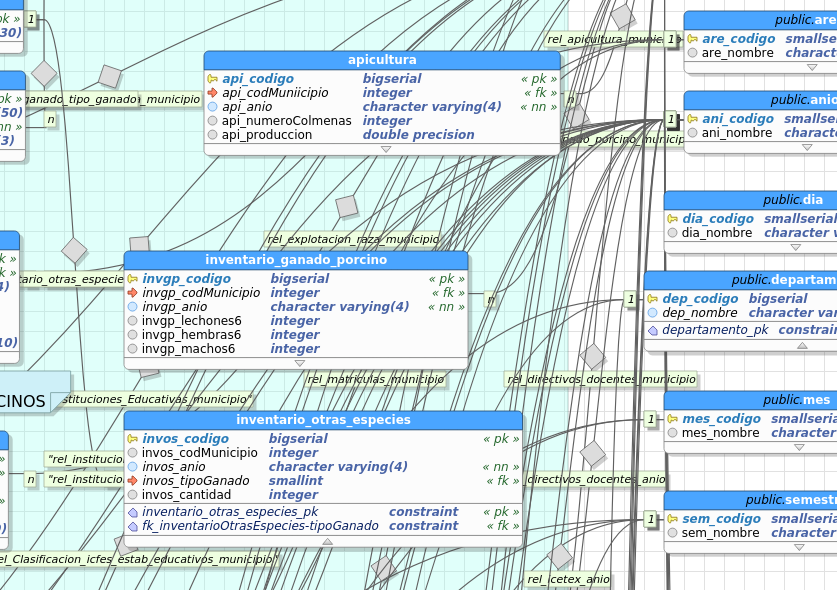 apicultura
api_codigo bigserial « pk »
api_codMuniicipio integer « fk »
api_anio character varying(4) « nn »
api_numeroColmenas integer
api_produccion double precision
rel_explotacion_raza_municipio
inventario_ganado_porcino
invgp_codigo bigserial « pk »
invgp_codMunicipio integer « fk »
invgp_anio character varying(4) « nn »
invgp_lechones6 integer
invgp_hembras6 integer
invgp_machos6 integer
rel_matriculas_municipio
inventario_otras_especies
invos_codigo bigserial « pk »
invos_codMunicipio integer
invos_anio character varying(4) « nn »
invos_tipoGanado smallint « fk »
invos_cantidad integer
inventario_otras_especies_pk constraint « pk »
fk_inventarioOtrasEspecies-tipoGanado constraint « fk »
1
30)
pk »
ganado_tipo_ganado
_municipio
50)
nn »
n
3)
k »
k »
4)
tario_otras_especie
10)
CINOS
stituciones_Educativas_municipio"
"rel_institucio
n
"rel_institucio
el_Clasificacion_icfes_estab_educativos_municipio"
rel_apicultura_munic
1
n
1
ado_porcino_municip
n
1
rel_directivos_docentes_municipio
1
directivos_docentes_anio
1
rel_icetex_anio
public.are
are_codigo smallse
are_nombre charact
public.anio
ani_codigo smallse
ani_nombre charact
public.dia
dia_codigo smallserial
dia_nombre character v
public.departam
dep_codigo bigserial
dep_nombre character var
departamento_pk constrain
public.mes
mes_codigo smallseria
mes_nombre character
public.semestr
sem_codigo smallseria
sem_nombre character